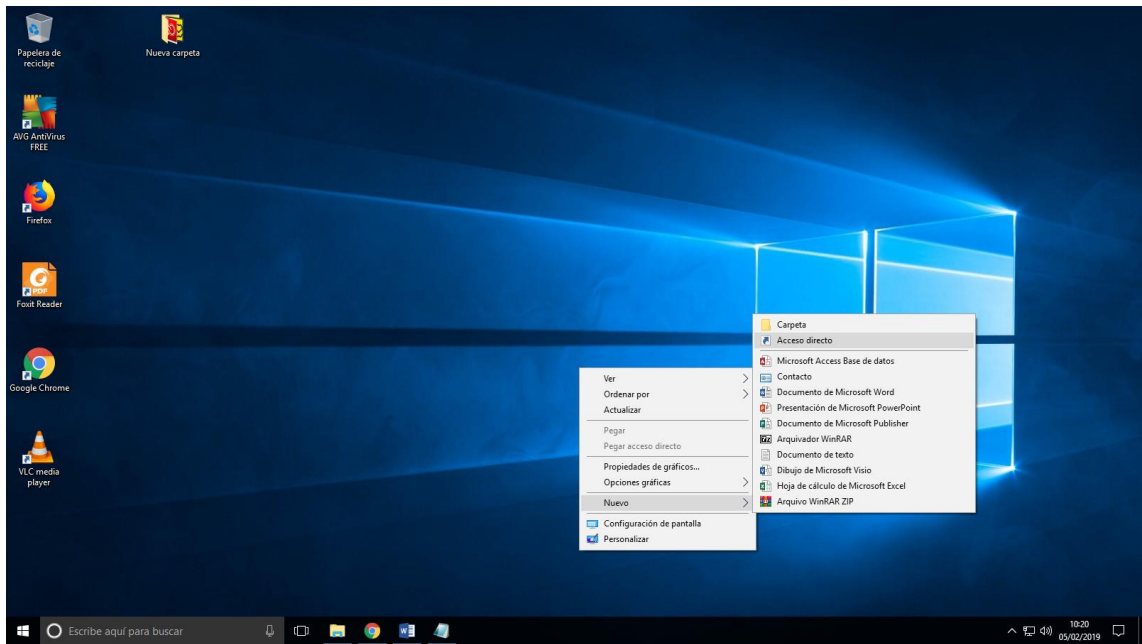 Papelera de
reciclaje
Nueva carpeta
AVG AntiVirus
FREE
Firefox
PDF
Foxit Reader
Google Chrome
VLC media
player
Ver
Ordenar por
Actualizar
Pegar
Pegar acceso directo
Propiedades de gráficos...
Opciones gráficas
Nuevo
Configuración de pantalla
Personalizar
Carpeta
Acceso directo
Microsoft Access Base de datos
Contacto
Documento de Microsoft Word
Presentación de Microsoft PowerPoint
Documento de Microsoft Publisher
Arquivador WinRAR
Documento de texto
Dibujo de Microsoft Visio
Hoja de cálculo de Microsoft Excel
Arquivo WinRAR ZIP
Escribe aquí para buscar
10:20
05/02/2019